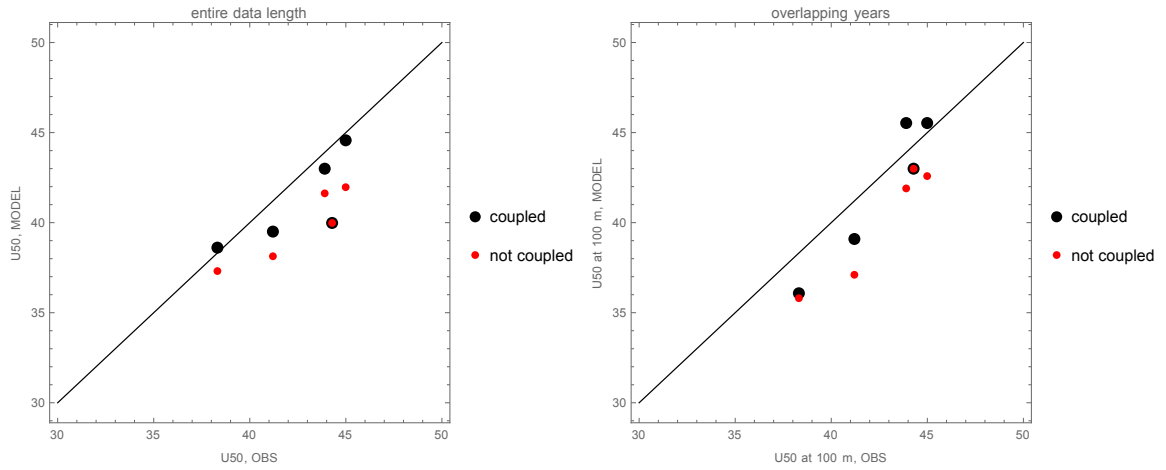 entire data length
50
45
40
35
30
U50, MODEL
30 35 40 45 50
U50, OBS
coupled
not coupled
overlapping years
50
45
40
35
30
U50 at 100 m, MODEL
30 35 40 45 50
U50 at 100 m, OBS
coupled
not coupled